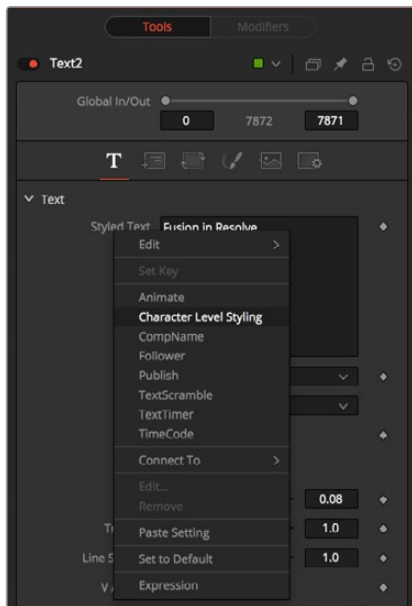 Tools Modifiers
Text2
Global In/Out
0 7872 7871
T
Text
Styled Text Fusion in Resolve
Edit
Set Key
Animate
Character Level Styling
CompName
Follower
Publish
TextScramble
TextTimer
TimeCode
Connect To
Edit...
0.08
Remove
Paste Setting 1.0
Line S Set to Default 1.0
V Expression